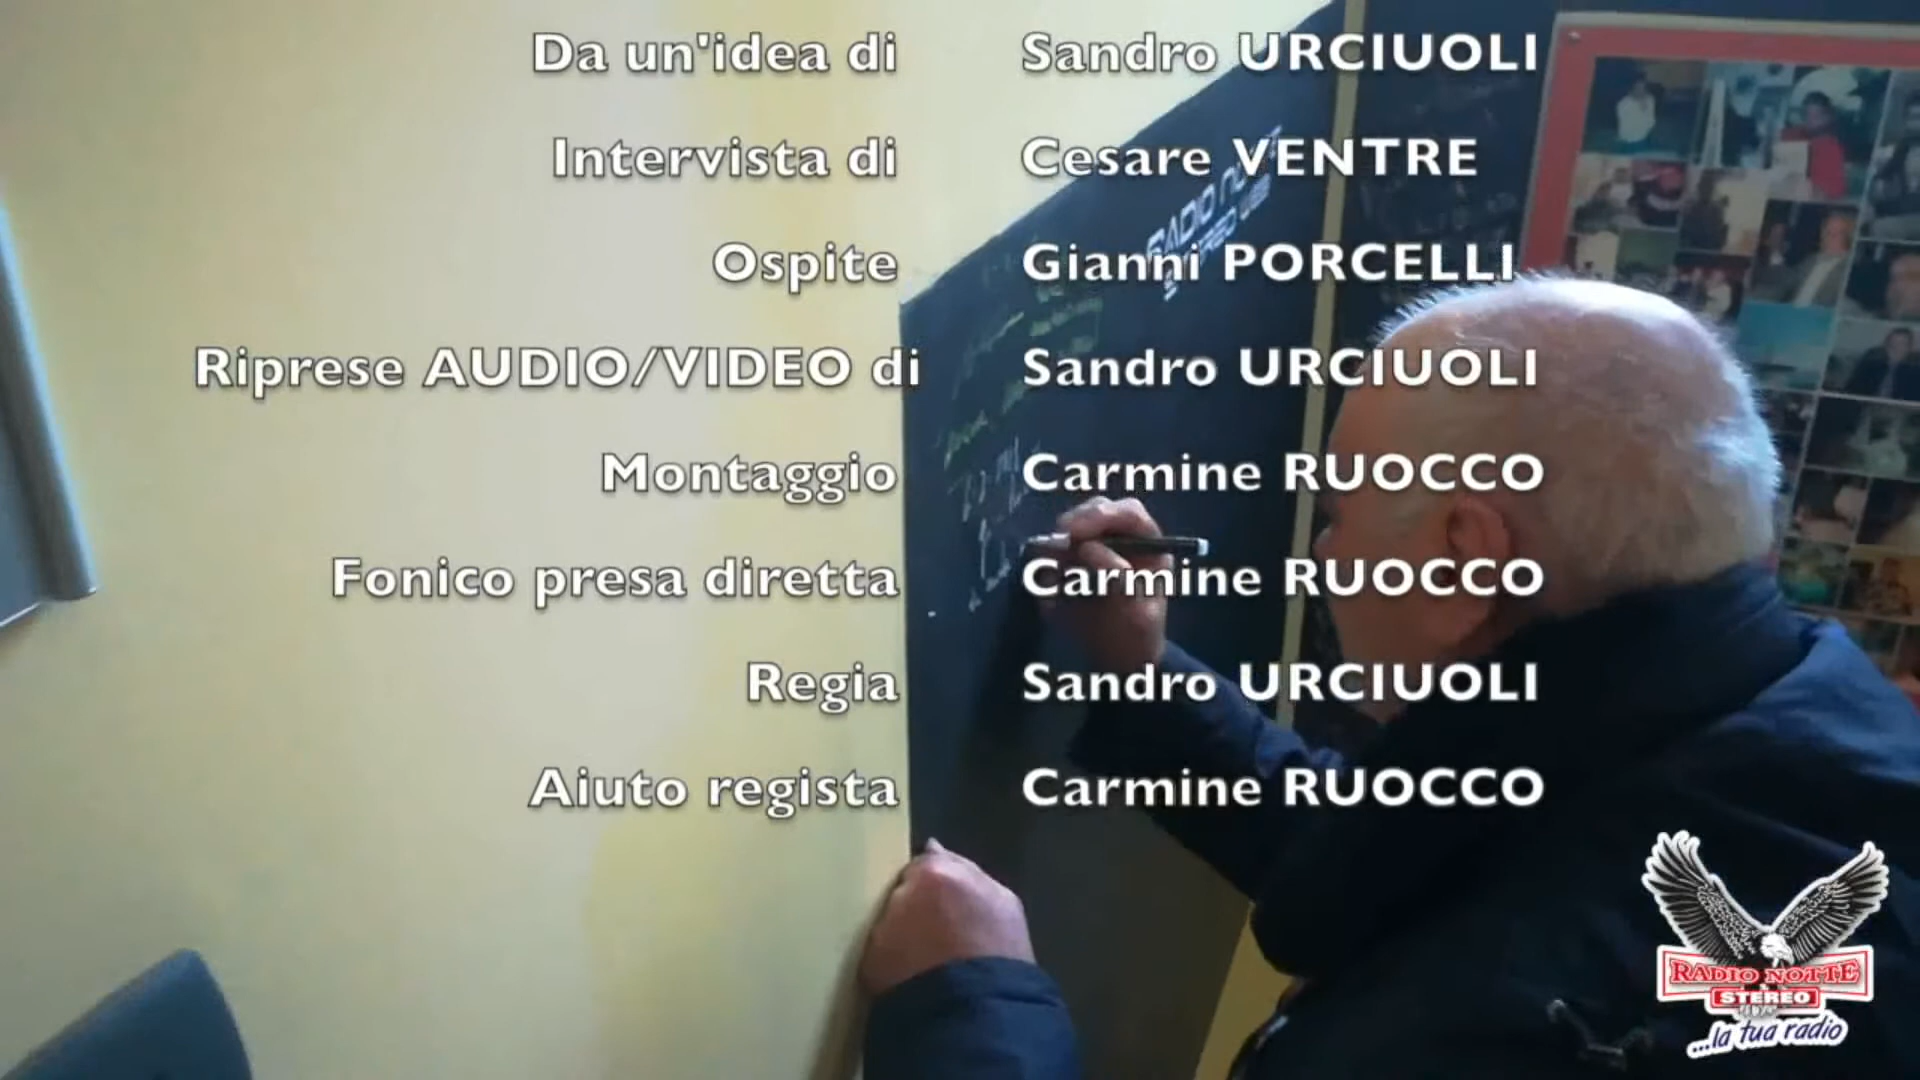 Da un'idea di Sandro URCIUOLI
Intervista di Cesare VENTRE
Ospite Gianni PORCELLI
Riprese AUDIO/VIDEO di Sandro URCIUOLI
Montaggio Carmine RUOCCO
Fonico presa diretta Carmine RUOCCO
Regia Sandro URCIUOLI
Aiuto regista Carmine RUOCCO
RADIO NOTTE
STEREO
...la tua radio